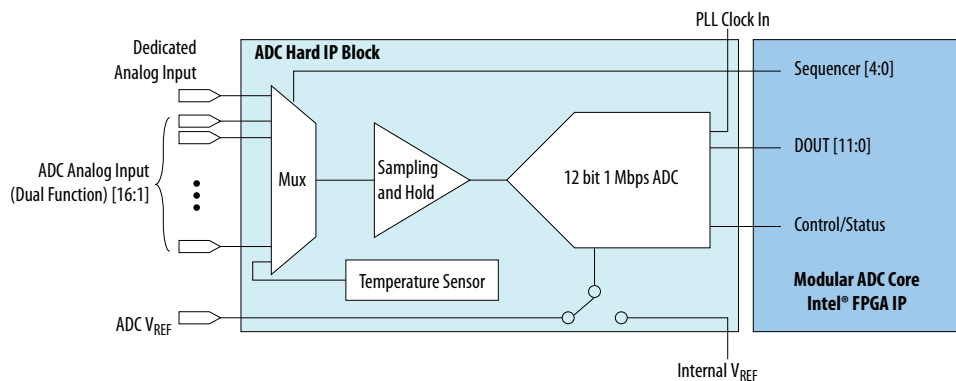 PLL Clock In
Dedicated
Analog Input
ADC Hard IP Block
Sequencer [4:0]
ADC Analog Input
(Dual Function) [16:1]
Mux
Sampling
and Hold
12 bit 1 Mbps ADC
DOUT [11:0]
Control/Status
Temperature Sensor
Modular ADC Core
Intel® FPGA IP
ADC VREF
Internal VREF